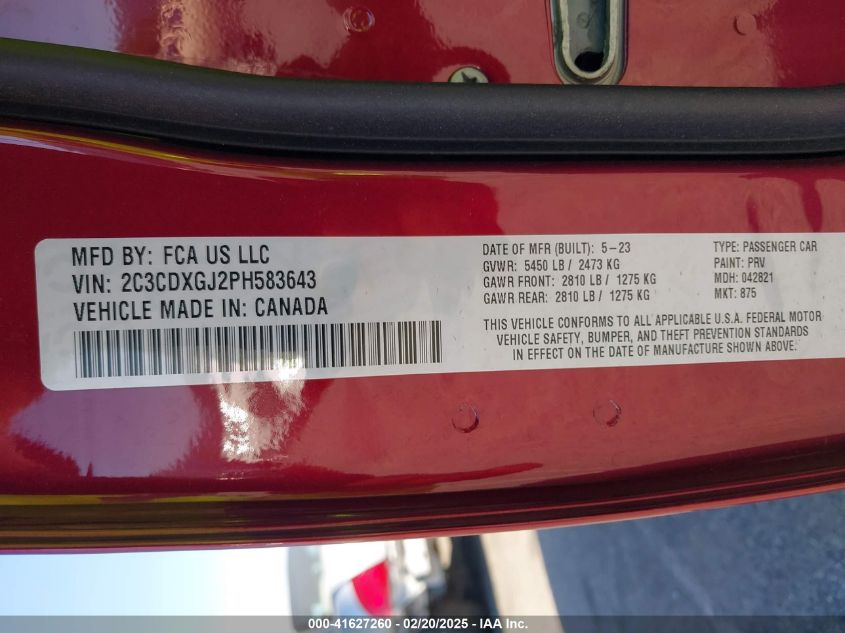 MFD BY: FCA US LLC
VIN: 2C3CDXGJ2PH583643
VEHICLE MADE IN: CANADA
DATE OF MFR (BUILT): 5-23
GVWR: 5450 LB / 2473 KG
GAWR FRONT: 2810 LB / 1275 KG
GAWR REAR: 2810 LB / 1275 KG
TYPE: PASSENGER CAR
PAINT: PRV
MDH: 042821
MKT: 875
THIS VEHICLE CONFORMS TO ALL APPLICABLE U.S.A. FEDERAL MOTOR
VEHICLE SAFETY, BUMPER, AND THEFT PREVENTION STANDARDS
IN EFFECT ON THE DATE OF MANUFACTURE SHOWN ABOVE.
000-41627260 - 02/20/2025 - IAA Inc.